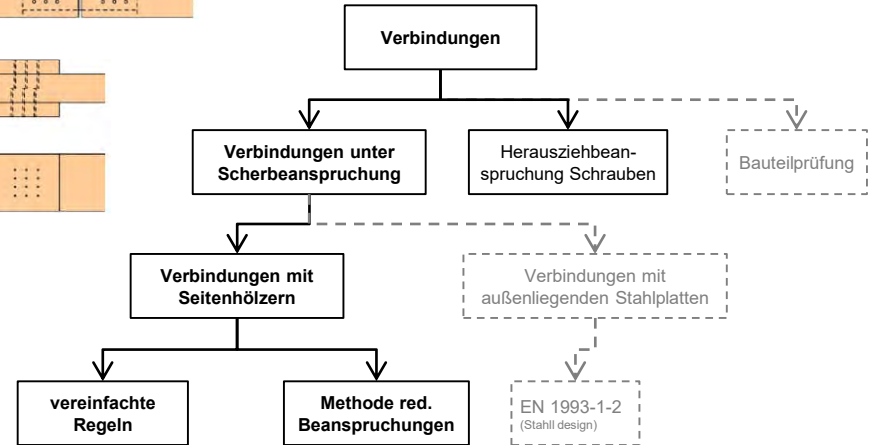 Verbindungen
Verbindungen unter
Scherbeanspruchung
Herausziehbean-
spruchung Schrauben
Bauteilprüfung
Verbindungen mit
Seitenhölzern
Verbindungen mit
außenliegenden Stahlplatten
vereinfachte
Regeln
Methode red.
Beanspruchungen
EN 1993-1-2
(Stahll design)